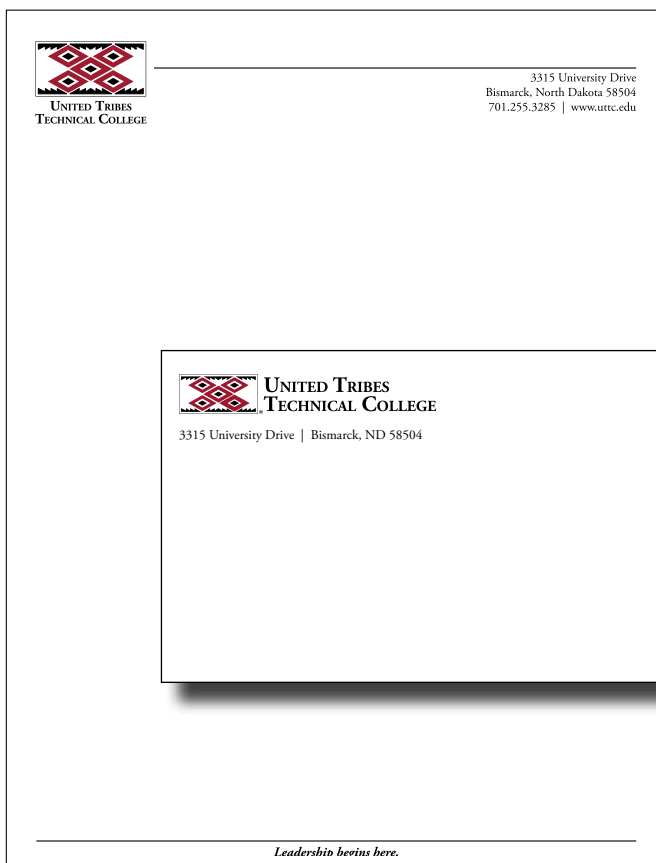 United Tribes
Technical College
3315 University Drive
Bismarck, North Dakota 58504
701.255.3285 | www.uttc.edu
United Tribes
Technical College
3315 University Drive | Bismarck, ND 58504
Leadership begins here.